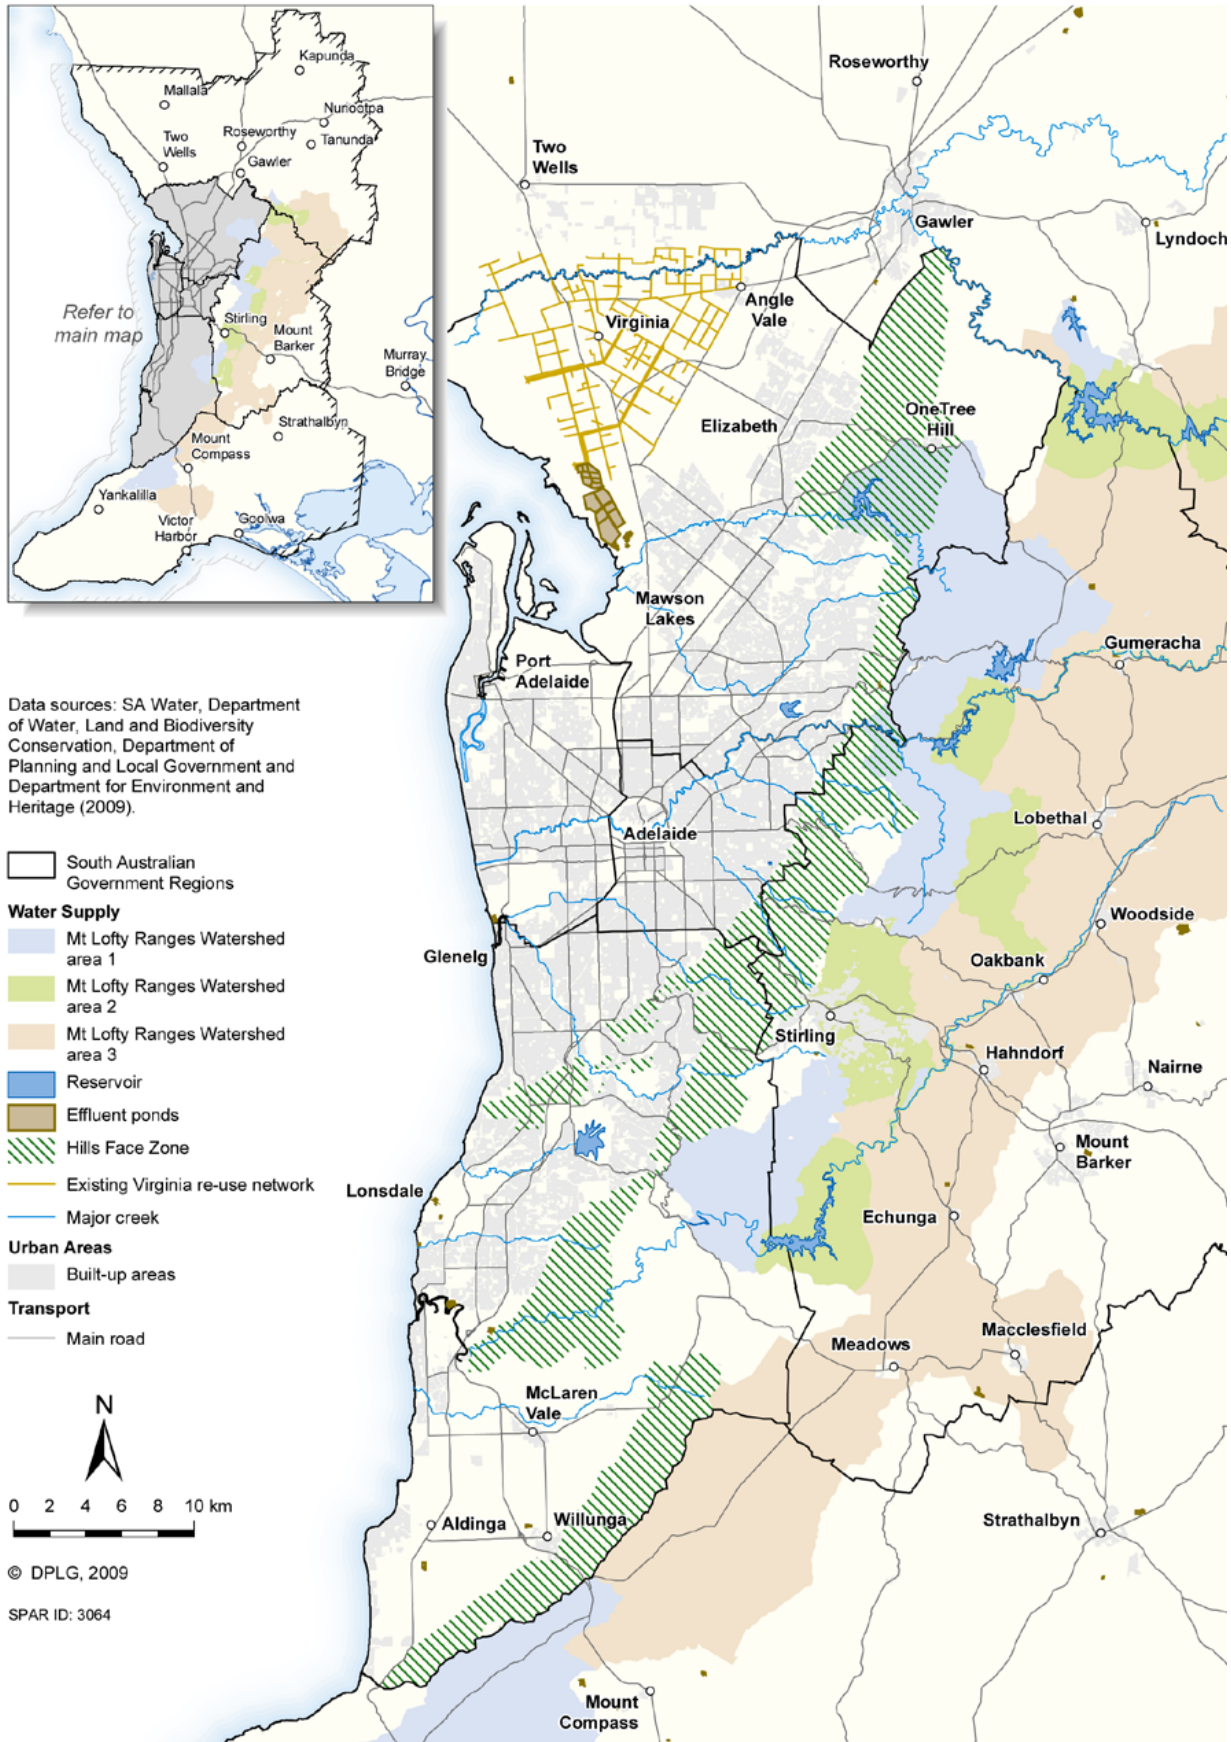 Kapunda
Mallala
Nuriootpa
Two
Wells
Roseworthy
Tanunda
Gawler
Refer to
main map
Stirling
Mount
Barker
Murray
Bridge
Strathalbyn
Mount
Compass
Yankalilla
Victor
Harbor
Goolwa
Roseworthy
Two
Wells
Gawler
Lyndoch
Angle
Vale
Virginia
OneTree
Hill
Elizabeth
Mawson
Lakes
Gumeracha
Port
Adelaide
Lobethal
Adelaide
Woodside
Glenelg
Oakbank
Stirling
Hahndorf
Nairne
Mount
Barker
Lonsdale
Echunga
Meadows
Macclesfield
McLaren
Vale
Aldinga
Willunga
Strathalbyn
Mount
Compass
Data sources: SA Water, Department
of Water, Land and Biodiversity
Conservation, Department of
Planning and Local Government and
Department for Environment and
Heritage (2009).
South Australian
Government Regions
Water Supply
Mt Lofty Ranges Watershed
area 1
Mt Lofty Ranges Watershed
area 2
Mt Lofty Ranges Watershed
area 3
Reservoir
Effluent ponds
Hills Face Zone
Existing Virginia re-use network
Major creek
Urban Areas
Built-up areas
Transport
Main road
N
0 2 4 6 8 10 km
© DPLG, 2009
SPAR ID: 3064